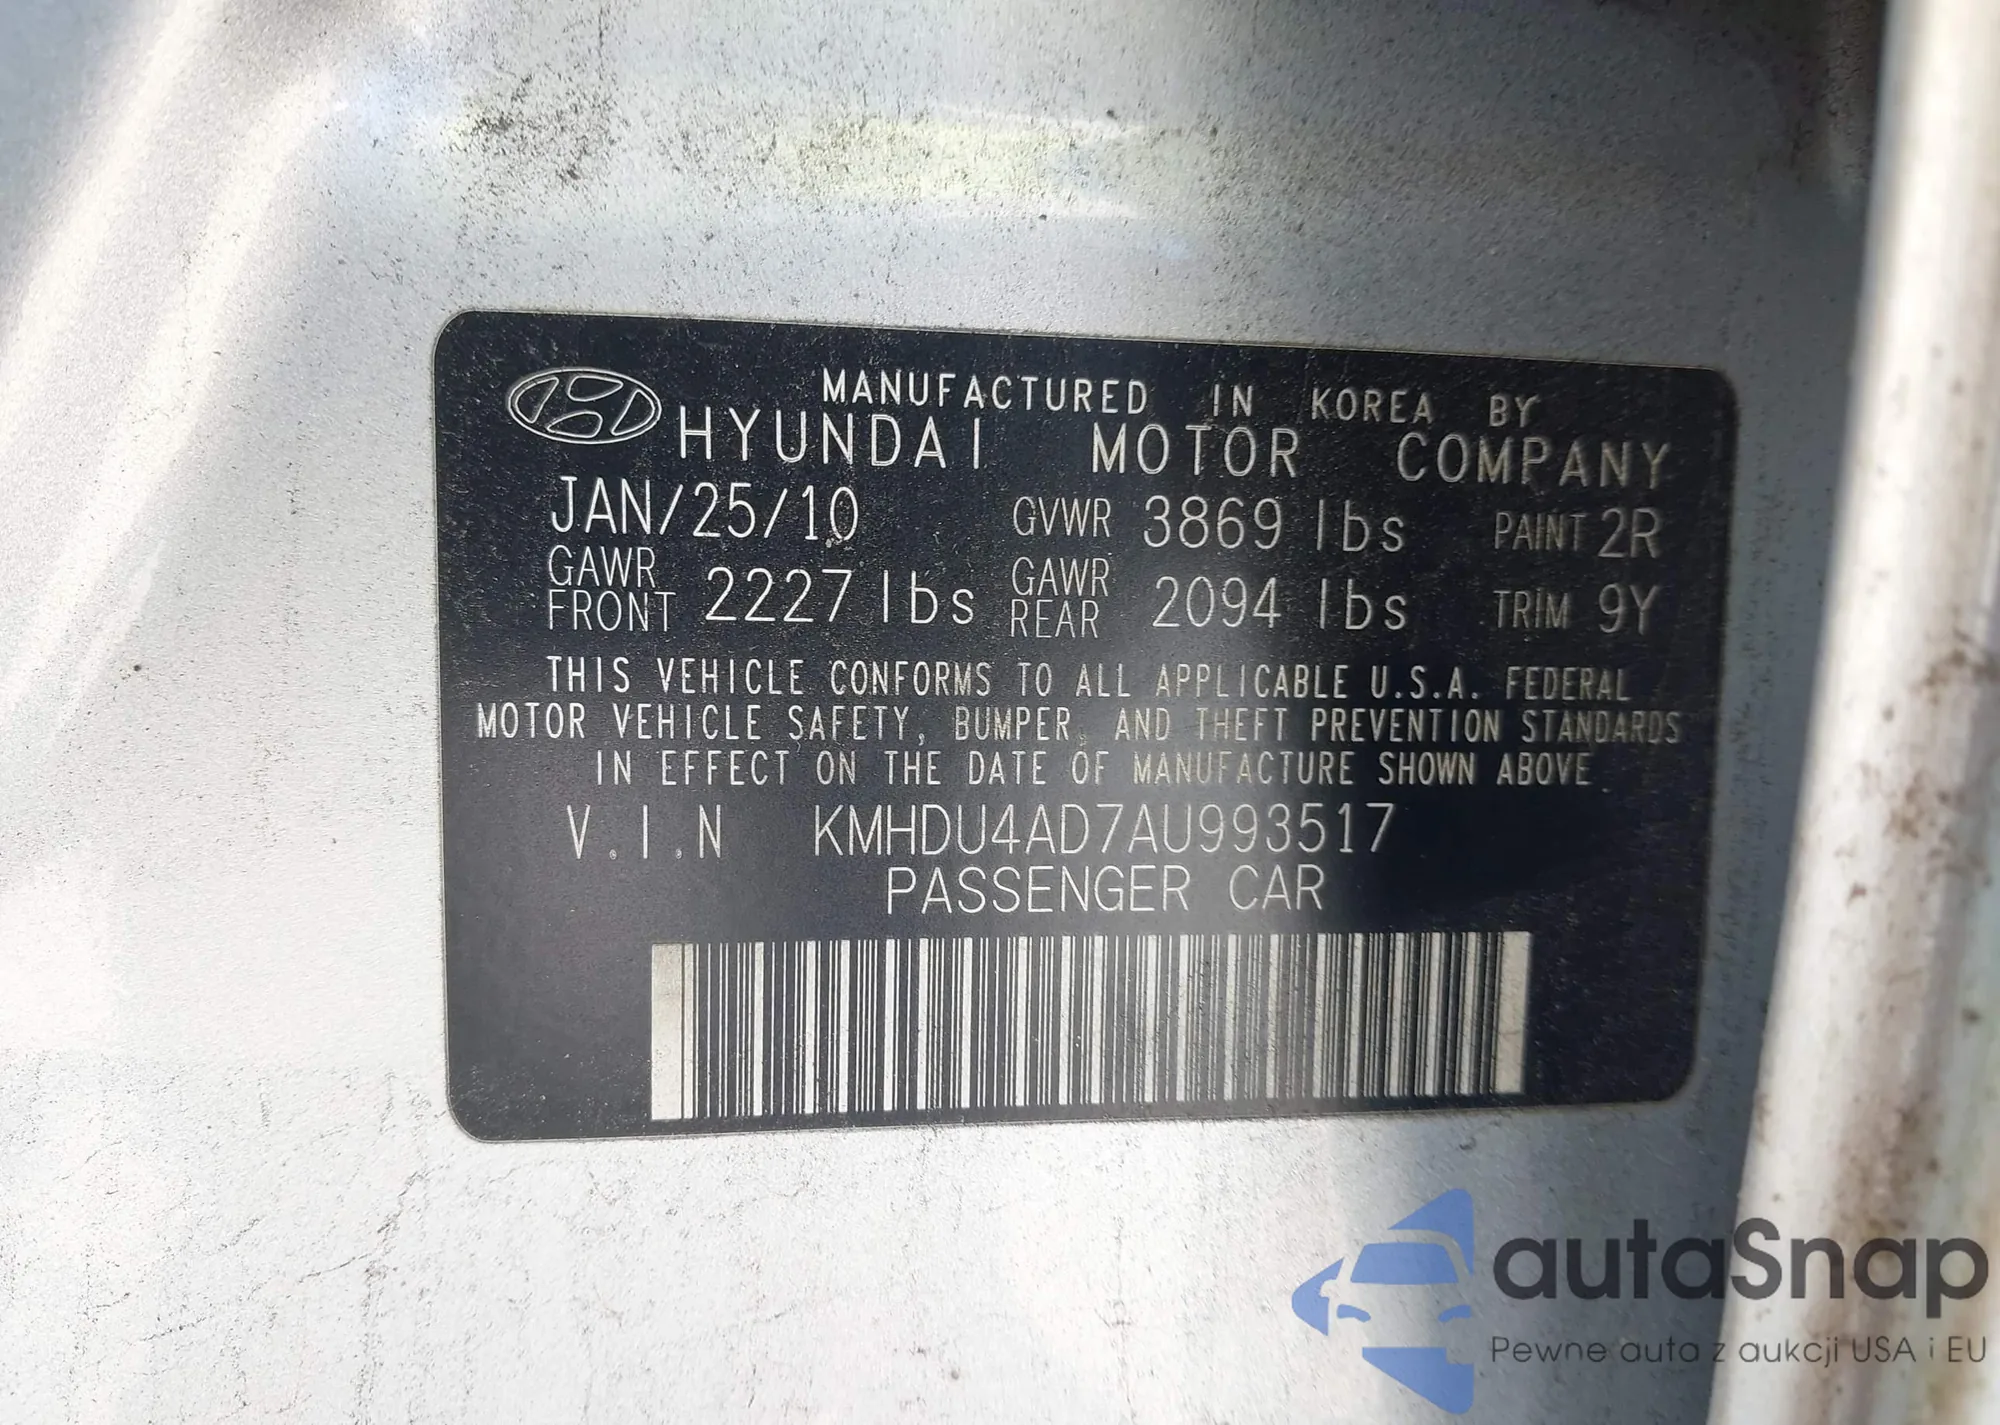 MANUFACTURED IN KOREA BY
HYUNDAI MOTOR COMPANY
JAN/25/10 GVWR 3869 lbs PAINT 2R
GAWR FRONT 2227 lbs GAWR REAR 2094 lbs TRIM 9Y
THIS VEHICLE CONFORMS TO ALL APPLICABLE U.S.A. FEDERAL
MOTOR VEHICLE SAFETY, BUMPER, AND THEFT PREVENTION STANDARDS
IN EFFECT ON THE DATE OF MANUFACTURE SHOWN ABOVE
V.I.N KMHDU4AD7AU993517
PASSENGER CAR
autaSnap
Pewne auta z aukcji USA i EU